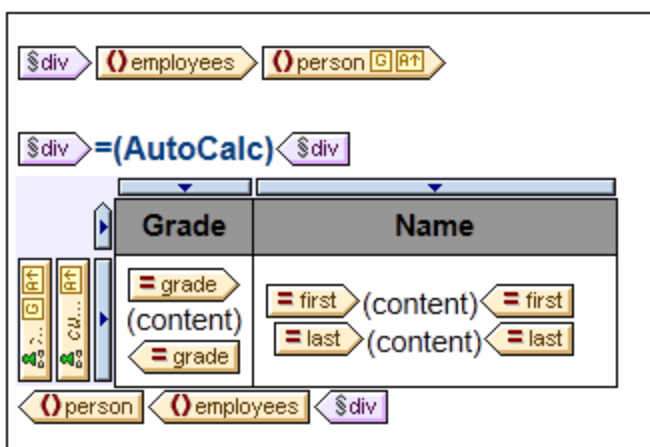 §div ()employees ()person G A↑
§div =(AutoCalc) §div
Grade Name
= grade
(content)
= grade
= first (content) = first
= last (content) = last
()person ()employees §div